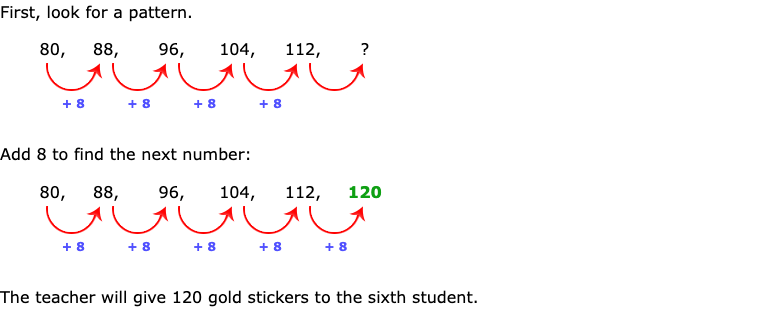 First, look for a pattern.
80, 88, 96, 104, 112, ?
+ 8 + 8 + 8 + 8
Add 8 to find the next number:
80, 88, 96, 104, 112, 120
+ 8 + 8 + 8 + 8 + 8
The teacher will give 120 gold stickers to the sixth student.